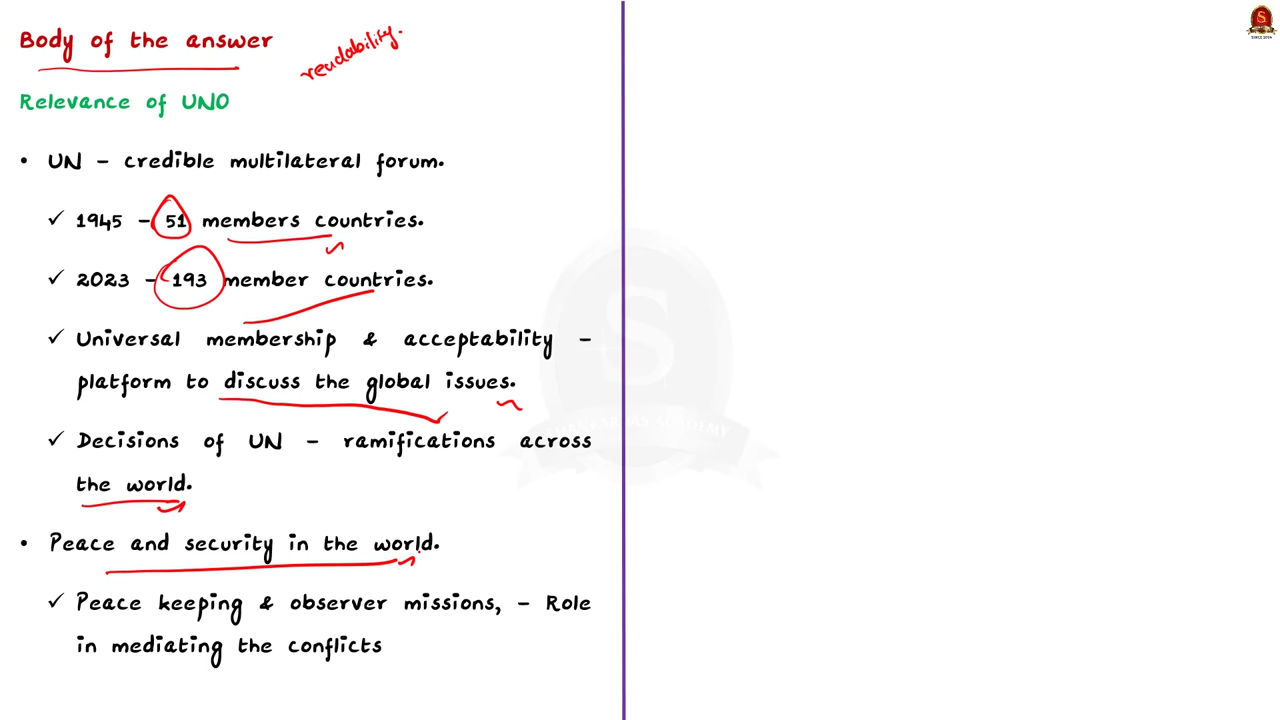 Body of the answer
readability.
Relevance of UNO
• UN – credible multilateral forum.
✓ 1945 – 51 members countries.
✓ 2023 – 193 member countries.
✓ Universal membership & acceptability –
platform to discuss the global issues.
✓ Decisions of UN – ramifications across
the world.
• Peace and security in the world.
✓ Peace keeping & observer missions, – Role
in mediating the conflicts
S
SINCE 2004
S